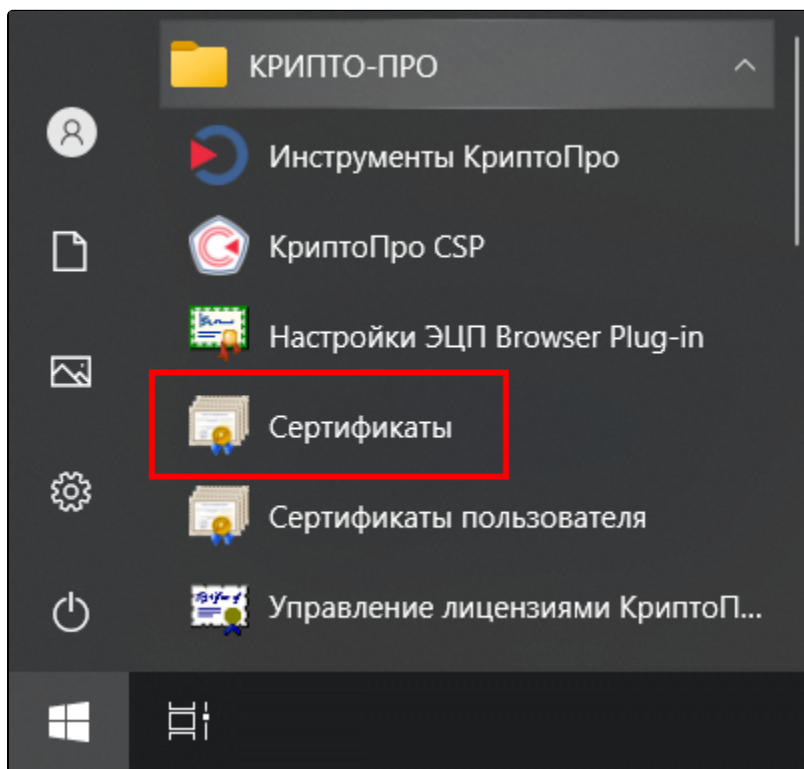 КРИПТО-ПРО
Инструменты КриптоПро
КриптоПро CSP
Настройки ЭЦП Browser Plug-in
Сертификаты
Сертификаты пользователя
Управление лицензиями КриптоП...